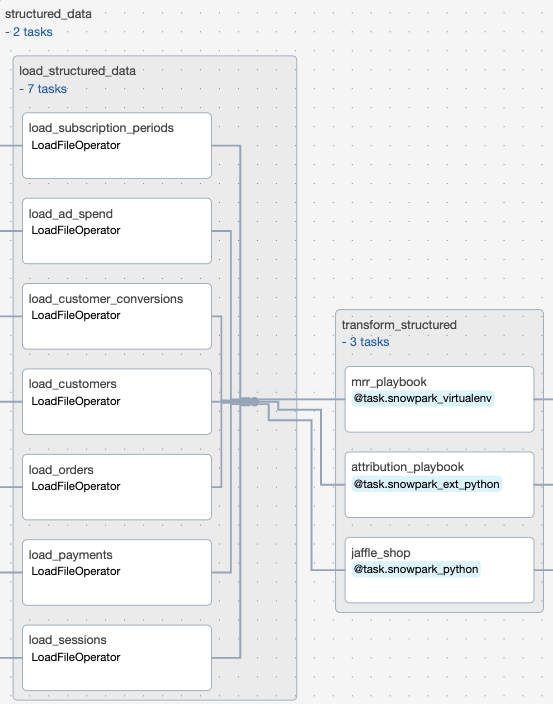 structured_data
- 2 tasks
load_structured_data
- 7 tasks
load_subscription_periods
LoadFileOperator
load_ad_spend
LoadFileOperator
load_customer_conversions
LoadFileOperator
load_customers
LoadFileOperator
load_orders
LoadFileOperator
load_payments
LoadFileOperator
load_sessions
LoadFileOperator
transform_structured
- 3 tasks
mrr_playbook
@task.snowpark_virtualenv
attribution_playbook
@task.snowpark_ext_python
jaffle_shop
@task.snowpark_python